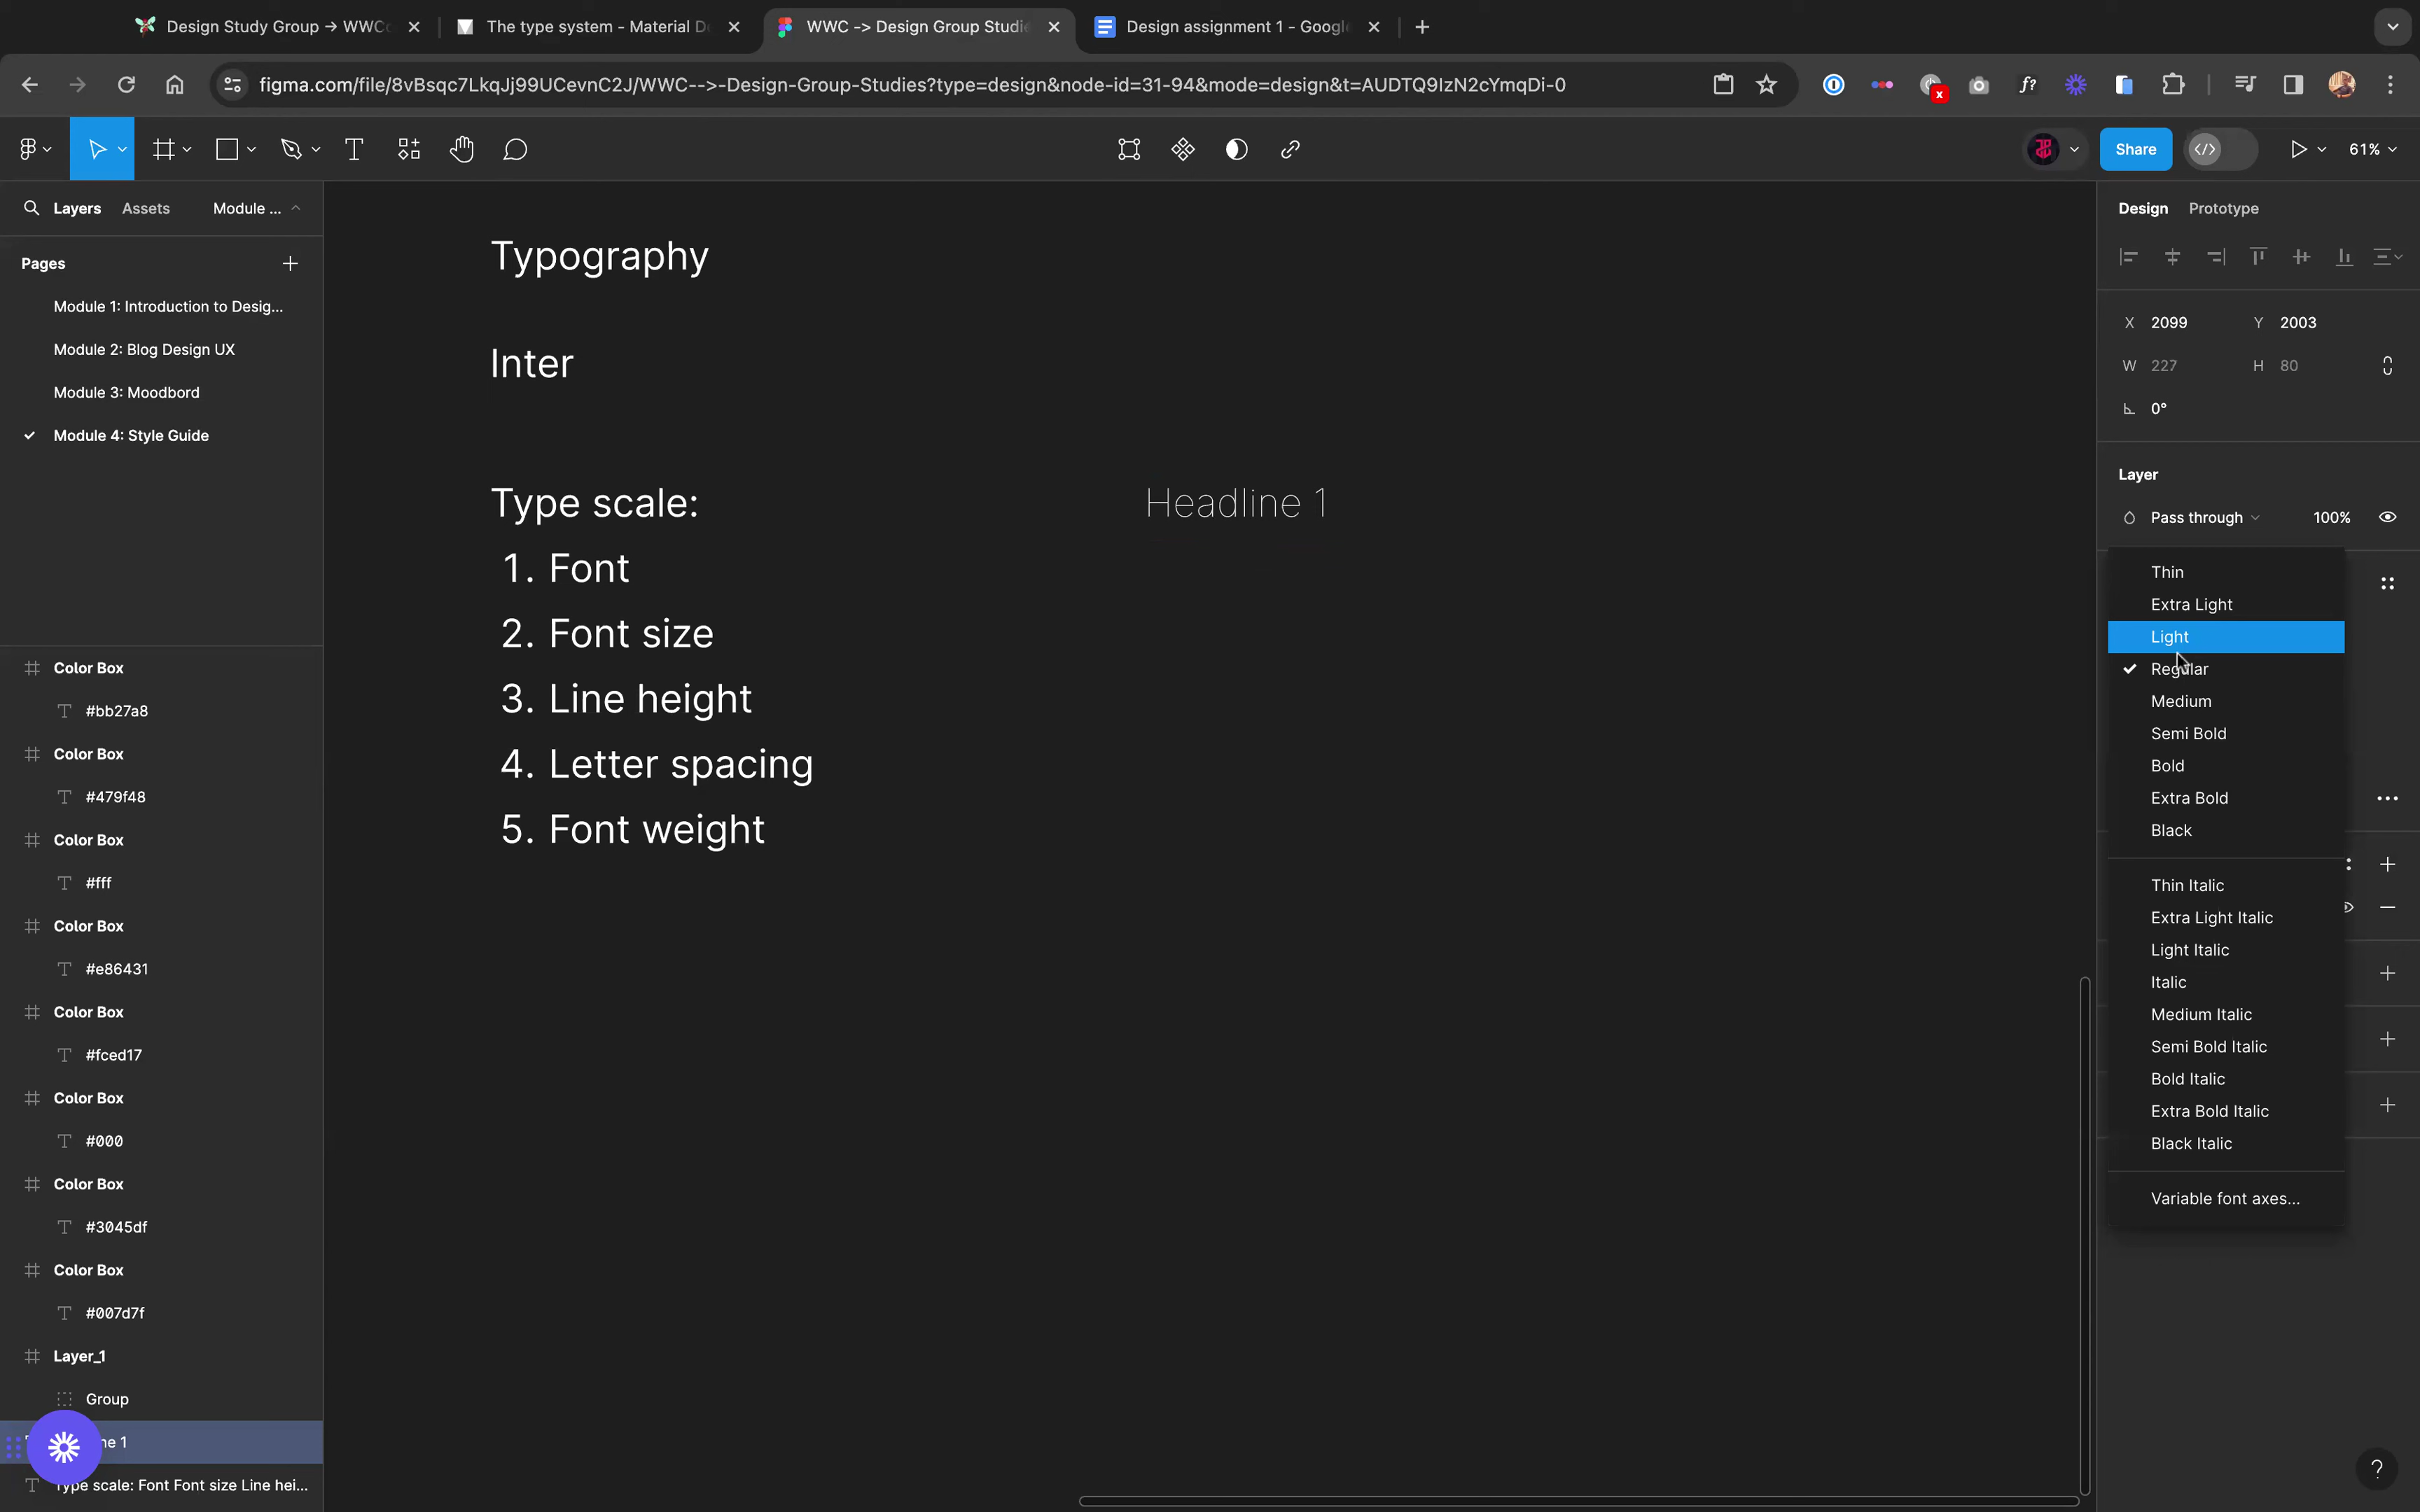 Design Study Group → WWC
The type system - Material D
WWC -> Design Group Studi
Design assignment 1 - Googl
figma.com/file/8vBsqc7LkqJj99UCevnC2J/WWC-->-Design-Group-Studies?type=design&node-id=31-94&mode=design&t=AUDTQ9IzN2cYmqDi-0
Share
61%
Layers
Assets
Module ...
Pages
Module 1: Introduction to Desig...
Module 2: Blog Design UX
Module 3: Moodbord
Module 4: Style Guide
Color Box
#bb27a8
Color Box
#479f48
Color Box
#fff
Color Box
#e86431
Color Box
#fced17
Color Box
#000
Color Box
#3045df
Color Box
#007d7f
Layer_1
Group
ne 1
Type scale: Font Font size Line hei...
Typography
Inter
Type scale:
1. Font
2. Font size
3. Line height
4. Letter spacing
5. Font weight
Headline 1
Design
Prototype
X 2099
Y 2003
W 227
H 80
0°
Layer
Pass through
100%
Thin
Extra Light
Light
Regular
Medium
Semi Bold
Bold
Extra Bold
Black
Thin Italic
Extra Light Italic
Light Italic
Italic
Medium Italic
Semi Bold Italic
Bold Italic
Extra Bold Italic
Black Italic
Variable font axes...
?